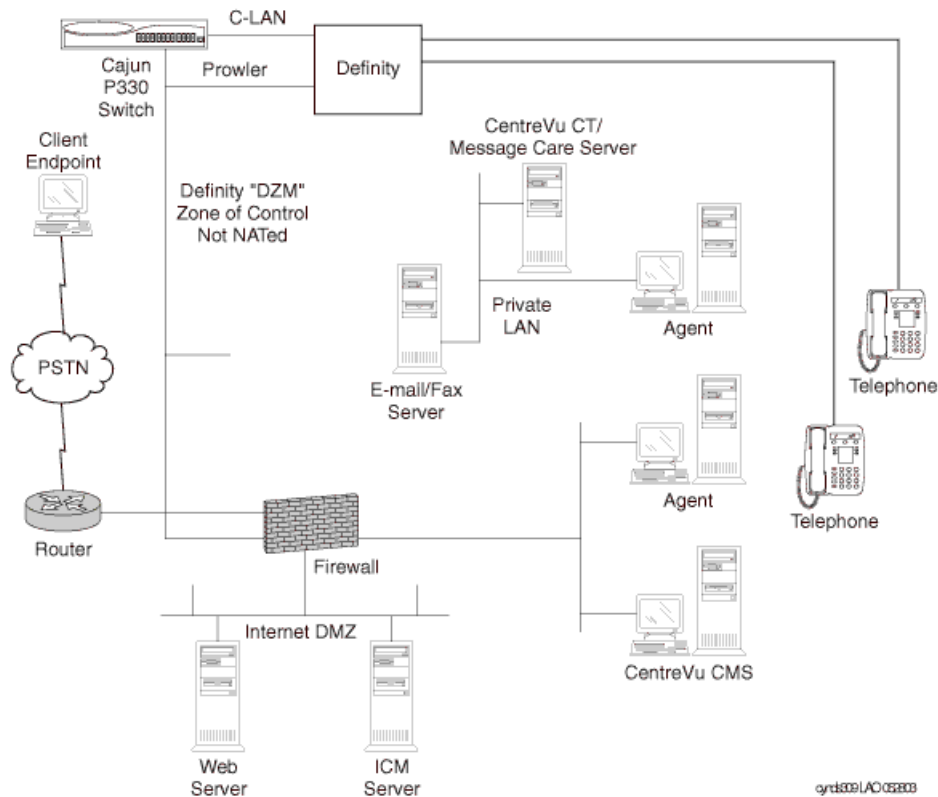 C-LAN
Cajun
P330
Switch
Prowler
Definity
Client
Endpoint
CentreVu CT/
Message Care Server
Definity "DZM"
Zone of Control
Not NATed
Private
LAN
Agent
PSTN
E-mail/Fax
Server
Telephone
Agent
Telephone
Router
Firewall
Internet DMZ
CentreVu CMS
Web
Server
ICM
Server